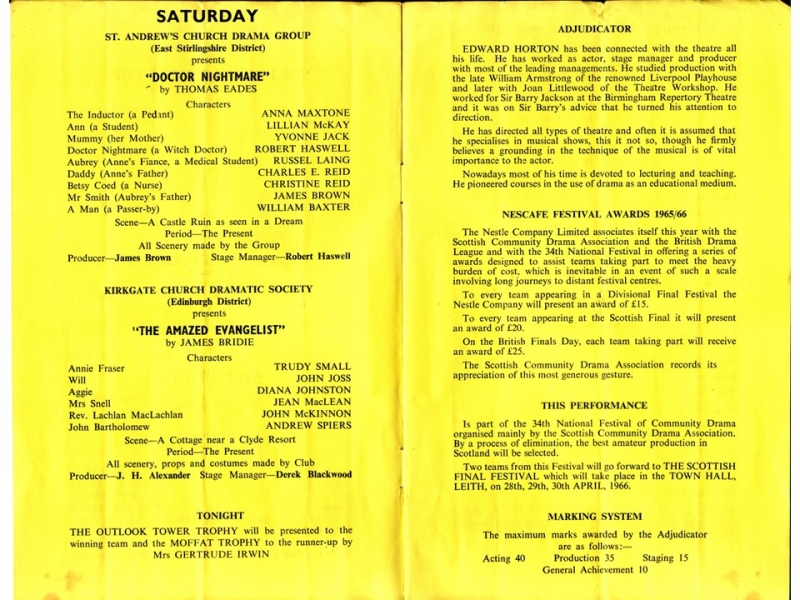 SATURDAY
ST. ANDREW'S CHURCH DRAMA GROUP
(East Stirlingshire District)
presents
"DOCTOR NIGHTMARE"
by THOMAS EADES
Characters
The Inductor (a Pedant) ANNA MAXTONE
Ann (a Student) LILLIAN McKAY
Mummy (her Mother) YVONNE JACK
Doctor Nightmare (a Witch Doctor) ROBERT HASWELL
Aubrey (Anne's Fiance, a Medical Student) RUSSEL LAING
Daddy (Anne's Father) CHARLES E. REID
Betsy Coed (a Nurse) CHRISTINE REID
Mr Smith (Aubrey's Father) JAMES BROWN
A Man (a Passer-by) WILLIAM BAXTER
Scene—A Castle Ruin as seen in a Dream
Period—The Present
All Scenery made by the Group
Producer—James Brown Stage Manager—Robert Haswell
KIRKGATE CHURCH DRAMATIC SOCIETY
(Edinburgh District)
presents
"THE AMAZED EVANGELIST"
by JAMES BRIDIE
Characters
Annie Fraser TRUDY SMALL
Will JOHN JOSS
Aggie DIANA JOHNSTON
Mrs Snell JEAN MacLEAN
Rev. Lachlan MacLachlan JOHN McKINNON
John Bartholomew ANDREW SPIERS
Scene—A Cottage near a Clyde Resort
Period—The Present
All scenery, props and costumes made by Club
Producer—J. H. Alexander Stage Manager—Derek Blackwood
TONIGHT
THE OUTLOOK TOWER TROPHY will be presented to the
winning team and the MOFFAT TROPHY to the runner-up by
Mrs GERTRUDE IRWIN
ADJUDICATOR
EDWARD HORTON has been connected with the theatre all
his life. He has worked as actor, stage manager and producer
with most of the leading managements. He studied production with
the late William Armstrong of the renowned Liverpool Playhouse
and later with Joan Littlewood of the Theatre Workshop. He
worked for Sir Barry Jackson at the Birmingham Repertory Theatre
and it was on Sir Barry's advice that he turned his attention to
direction.
He has directed all types of theatre and often it is assumed that
he specialises in musical shows, this it not so, though he firmly
believes a grounding in the technique of the musical is of vital
importance to the actor.
Nowadays most of his time is devoted to lecturing and teaching.
He pioneered courses in the use of drama as an educational medium.
NESCAFE FESTIVAL AWARDS 1965/66
The Nestle Company Limited associates itself this year with the
Scottish Community Drama Association and the British Drama
League and with the 34th National Festival in offering a series of
awards designed to assist teams taking part to meet the heavy
burden of cost, which is inevitable in an event of such a scale
involving long journeys to distant festival centres.
To every team appearing in a Divisional Final Festival the
Nestle Company will present an award of £15.
To every team appearing at the Scottish Final it will present
an award of £20.
On the British Finals Day, each team taking part will receive
an award of £25.
The Scottish Community Drama Association records its
appreciation of this most generous gesture.
THIS PERFORMANCE
Is part of the 34th National Festival of Community Drama
organised mainly by the Scottish Community Drama Association.
By a process of elimination, the best amateur production in
Scotland will be selected.
Two teams from this Festival will go forward to THE SCOTTISH
FINAL FESTIVAL which will take place in the TOWN HALL,
LEITH, on 28th, 29th, 30th APRIL, 1966.
MARKING SYSTEM
The maximum marks awarded by the Adjudicator
are as follows:—
Acting 40 Production 35 Staging 15
General Achievement 10